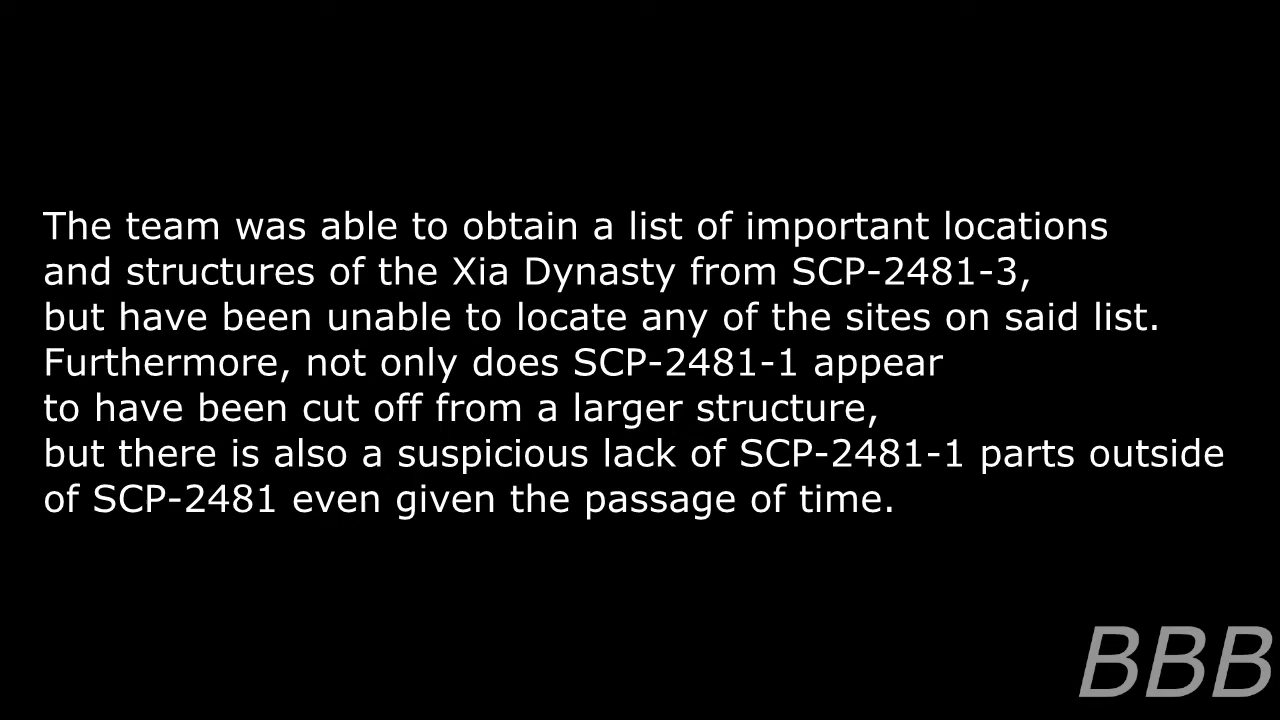 The team was able to obtain a list of important locations
and structures of the Xia Dynasty from SCP-2481-3,
but have been unable to locate any of the sites on said list.
Furthermore, not only does SCP-2481-1 appear
to have been cut off from a larger structure,
but there is also a suspicious lack of SCP-2481-1 parts outside
of SCP-2481 even given the passage of time.
BBB